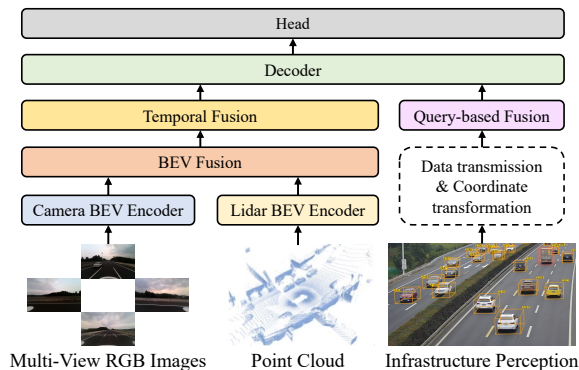 Head
Decoder
Temporal Fusion
Query-based Fusion
BEV Fusion
Data transmission
& Coordinate
transformation
Camera BEV Encoder
Lidar BEV Encoder
Multi-View RGB Images
Point Cloud
Infrastructure Perception